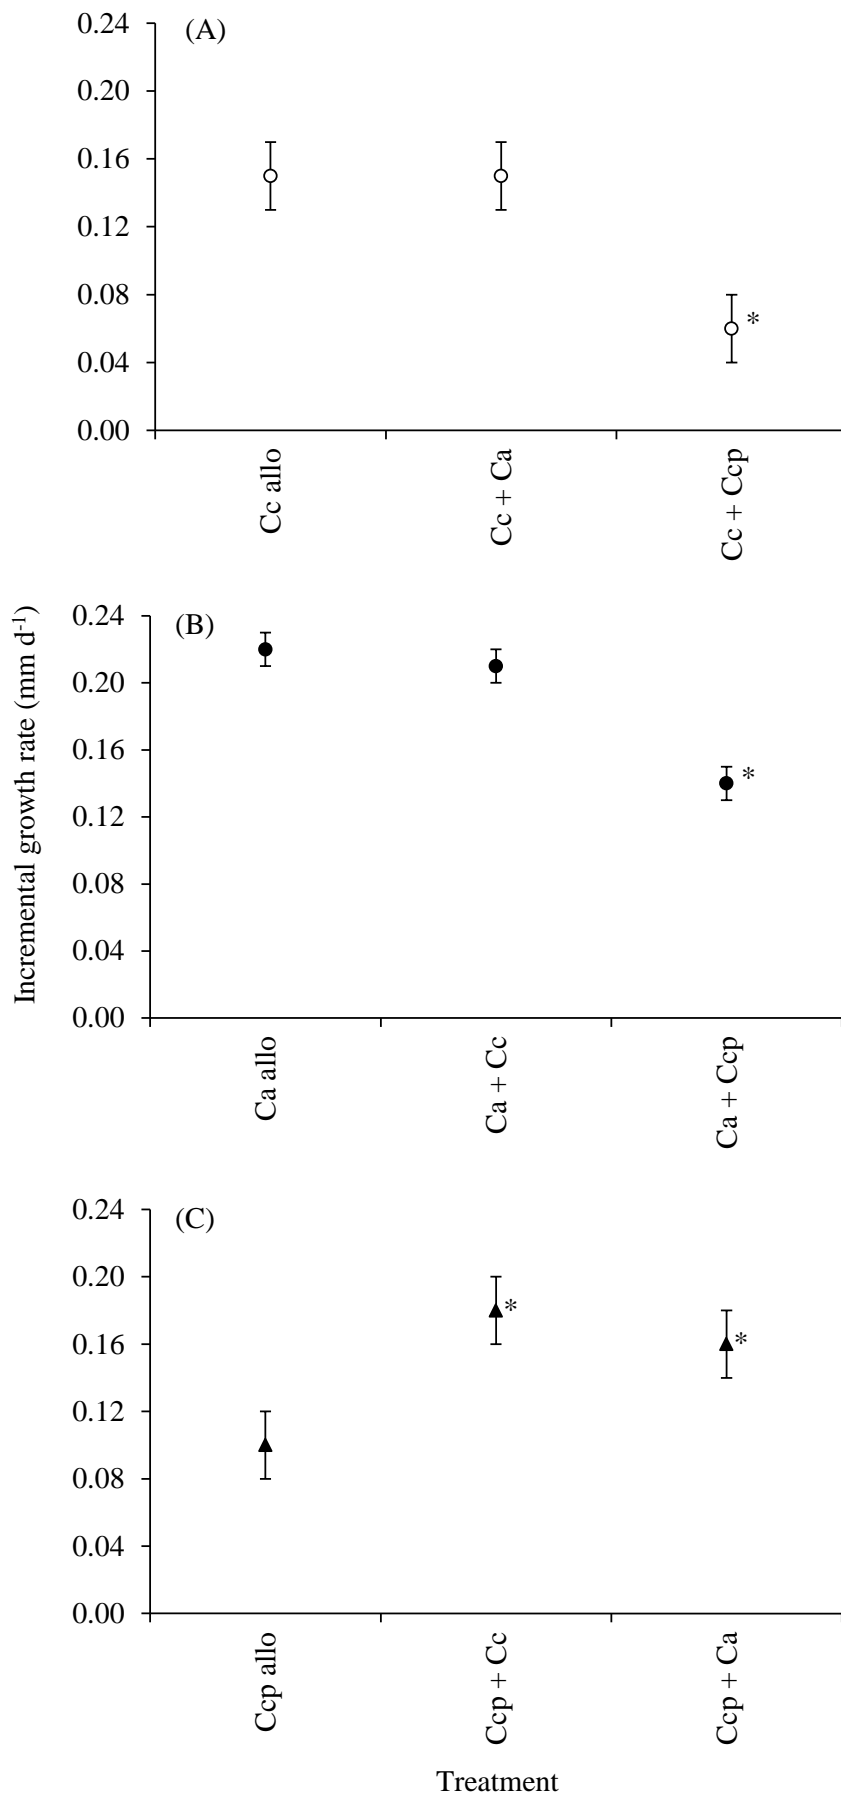 (A)
0.24
0.20
0.16
0.12
0.08
0.04
0.00
*
Cc allo
Cc + Ca
Cc + Ccp
Incremental growth rate (mm d-1)
(B)
0.24
0.20
0.16
0.12
0.08
0.04
0.00
*
Ca allo
Ca + Cc
Ca + Ccp
(C)
0.24
0.20
0.16
0.12
0.08
0.04
0.00
*
*
Ccp allo
Ccp + Cc
Ccp + Ca
Treatment